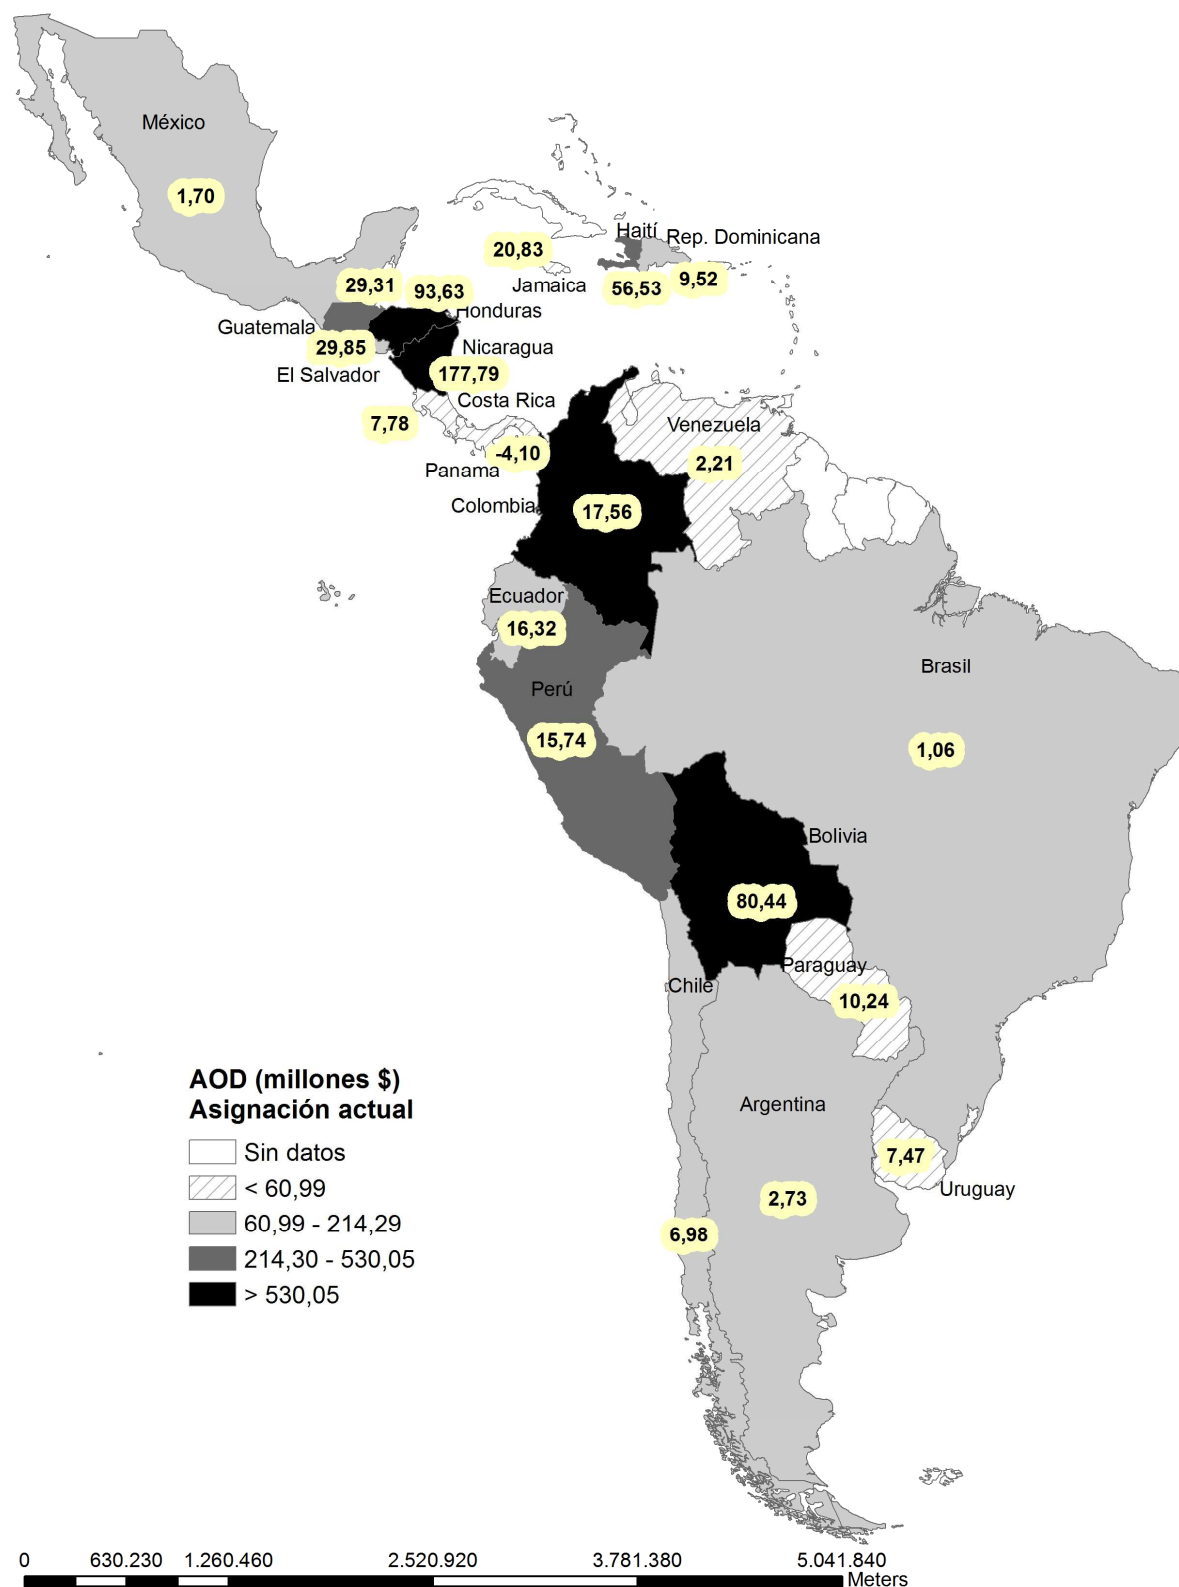 México
1,70
Haití
Rep. Dominicana
20,83
Jamaica
56,53
9,52
29,31
93,63
Honduras
Guatemala
29,85
El Salvador
Nicaragua
177,79
Costa Rica
7,78
-4,10
Panama
Venezuela
2,21
Colombia
17,56
Ecuador
16,32
Perú
15,74
Brasil
1,06
Bolivia
80,44
Paraguay
10,24
Chile
Argentina
7,47
Uruguay
2,73
6,98
AOD (millones $)
Asignación actual
Sin datos
< 60,99
60,99 - 214,29
214,30 - 530,05
> 530,05
0 630.230 1.260.460 2.520.920 3.781.380 5.041.840
Meters